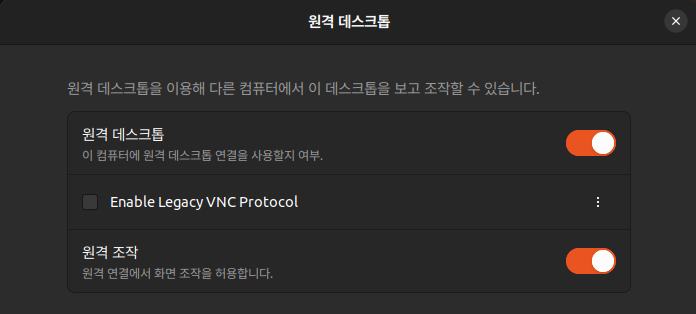 원격 데스크톱
원격 데스크톱을 이용해 다른 컴퓨터에서 이 데스크톱을 보고 조작할 수 있습니다.
원격 데스크톱
이 컴퓨터에 원격 데스크톱 연결을 사용할지 여부.
Enable Legacy VNC Protocol
원격 조작
원격 연결에서 화면 조작을 허용합니다.